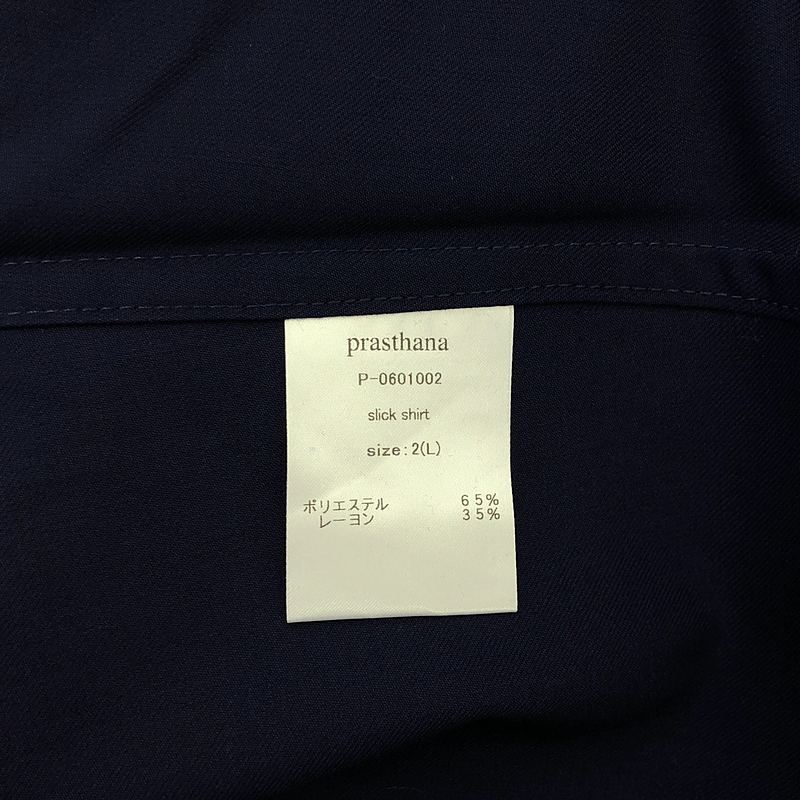 prasthana
P-0601002
slick shirt
size:2(L)
ポリエステル 65%
レーヨン 35%